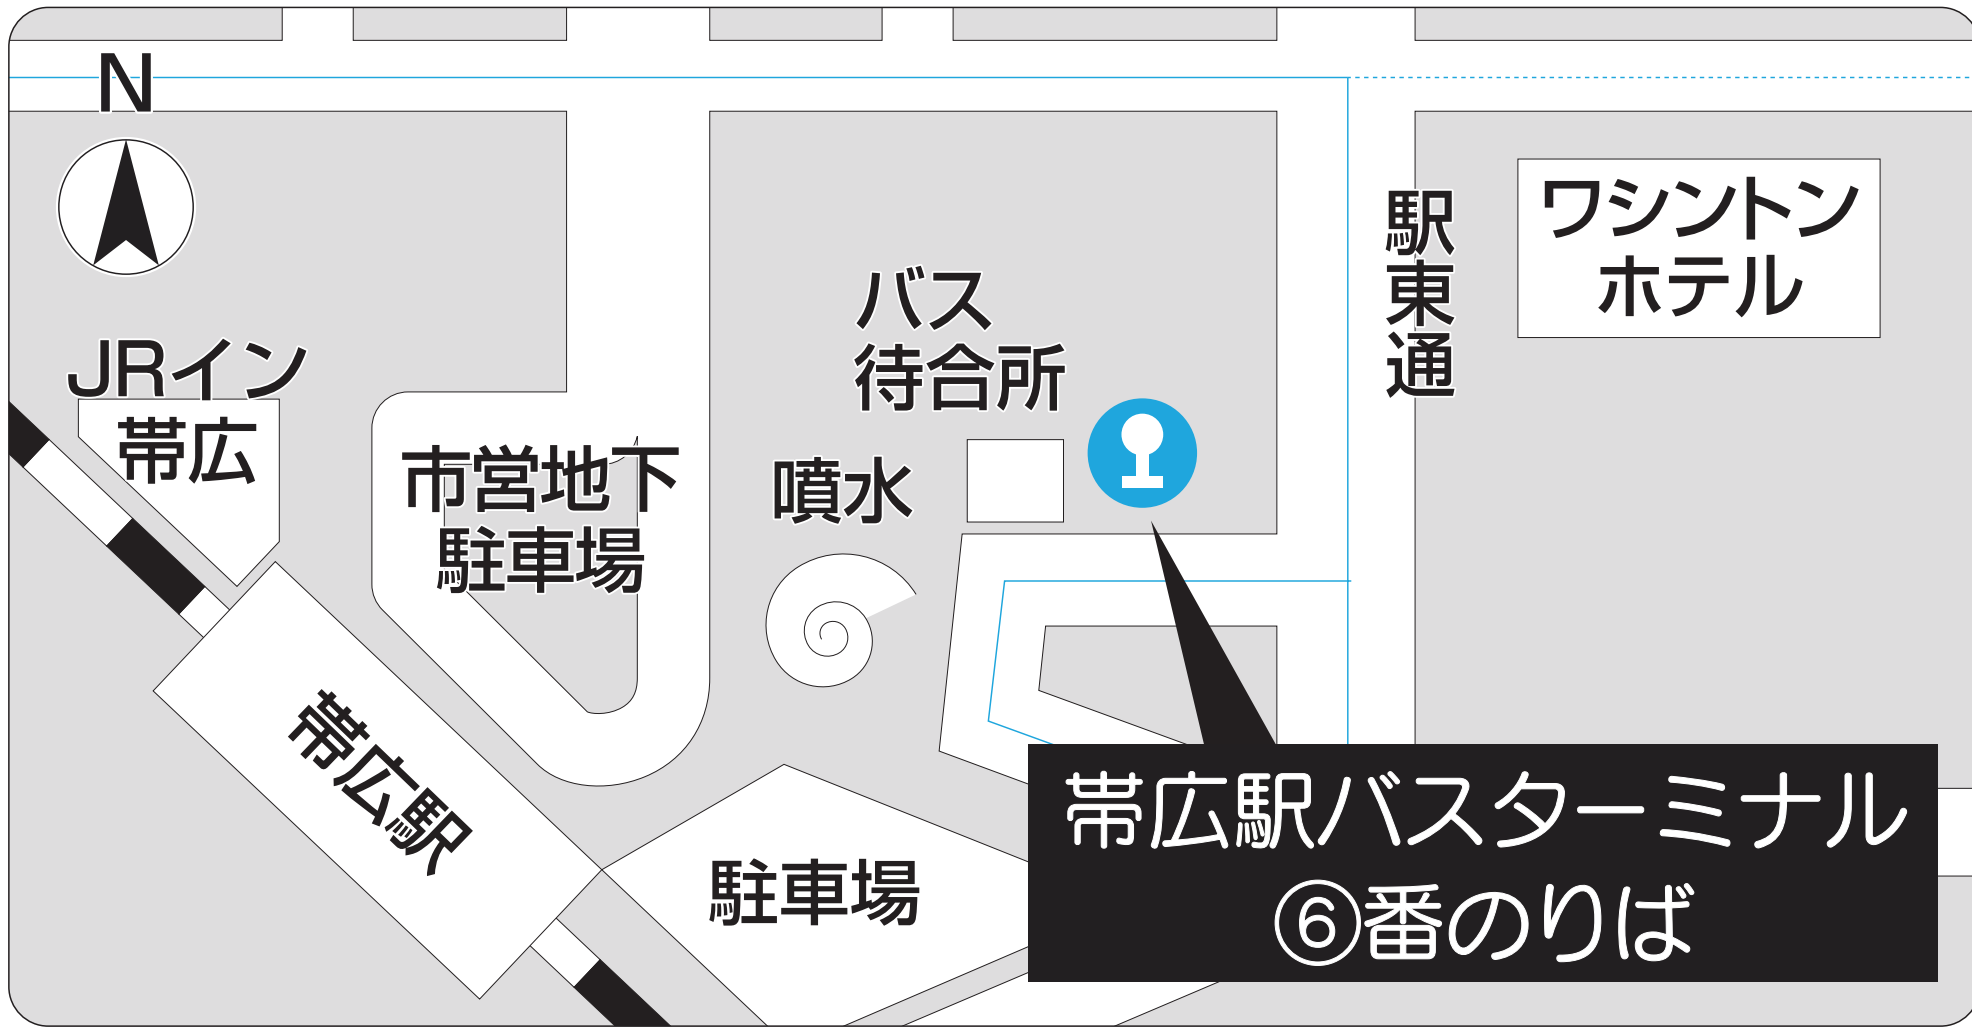 N
ワシントン
ホテル
駅東通
バス
待合所
JRイン
帯広
市営地下
駐車場
噴水
帯広駅
駐車場
帯広駅バスターミナル
⑥番のりば